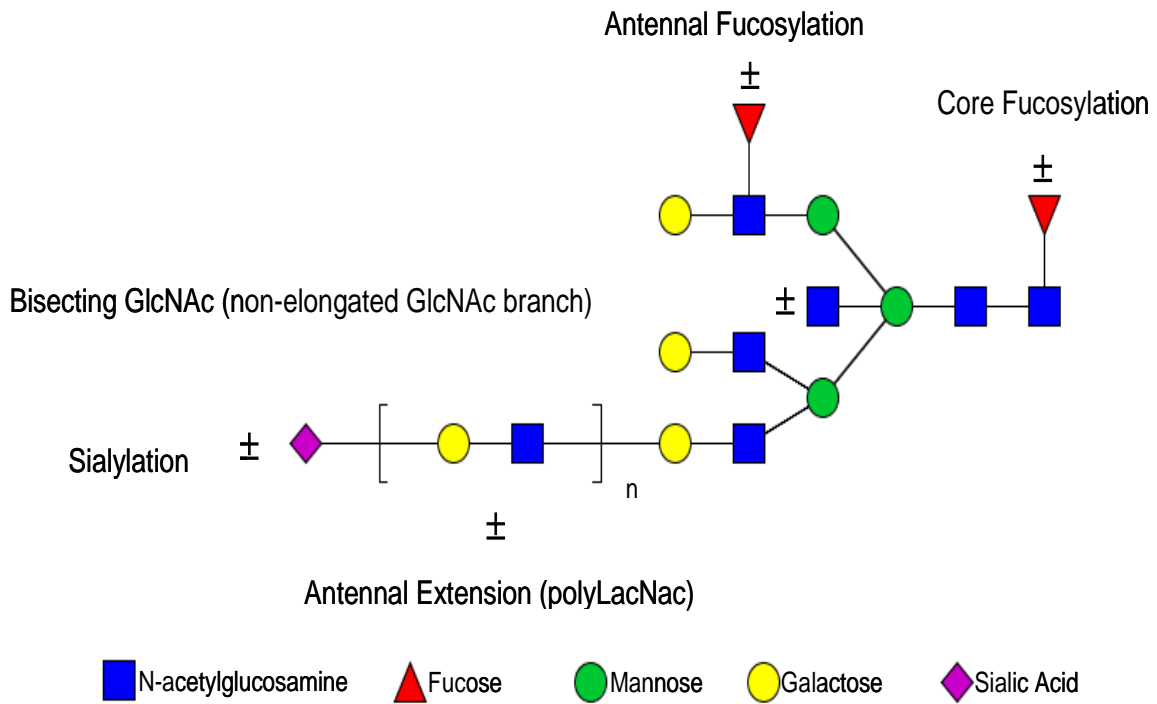 Antennal Fucosylation
±
Core Fucosylation
±
Bisecting GlcNAc (non-elongated GlcNAc branch)
±
Sialylation
±
n
±
Antennal Extension (polyLacNac)
N-acetylglucosamine
Fucose
Mannose
Galactose
Sialic Acid